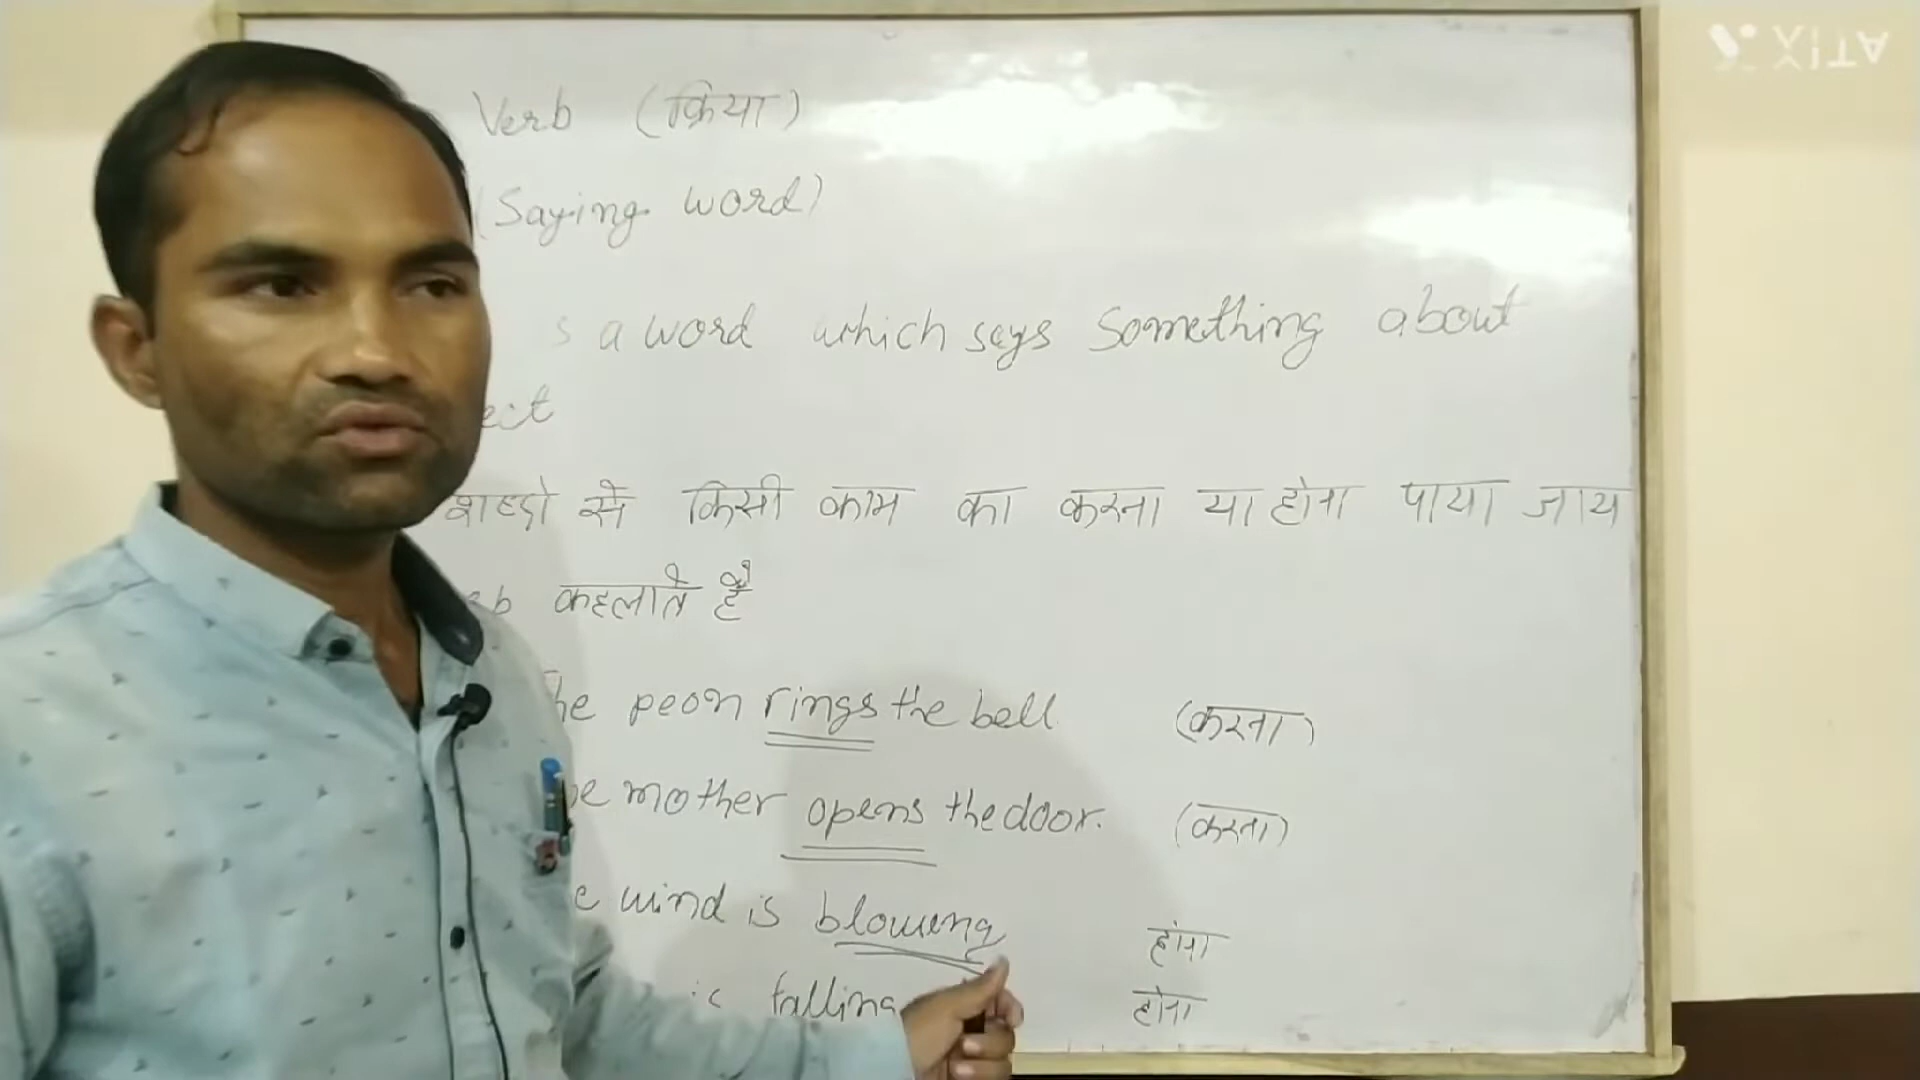 Verb (क्रिया)
(Saying word)
s a word which says Something about
ect
शब्दो से किसी काम का करना या होना पाया जाय
b कहलाते है
he peon rings the bell (करना)
he mother opens the door. (करना)
e wind is blowing होना
falling होना